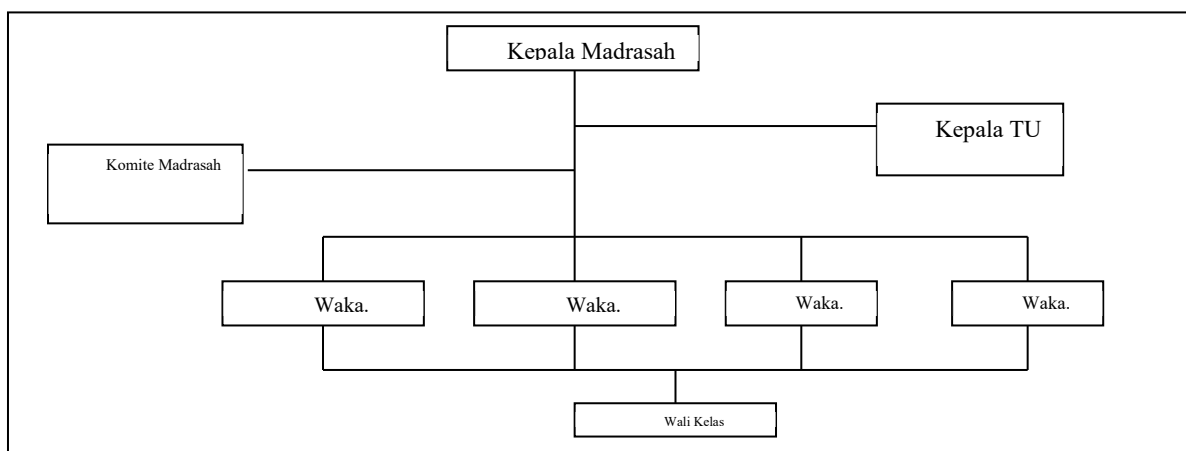 Kepala Madrasah
Kepala TU
Komite Madrasah
Waka.
Waka.
Waka.
Waka.
Wali Kelas